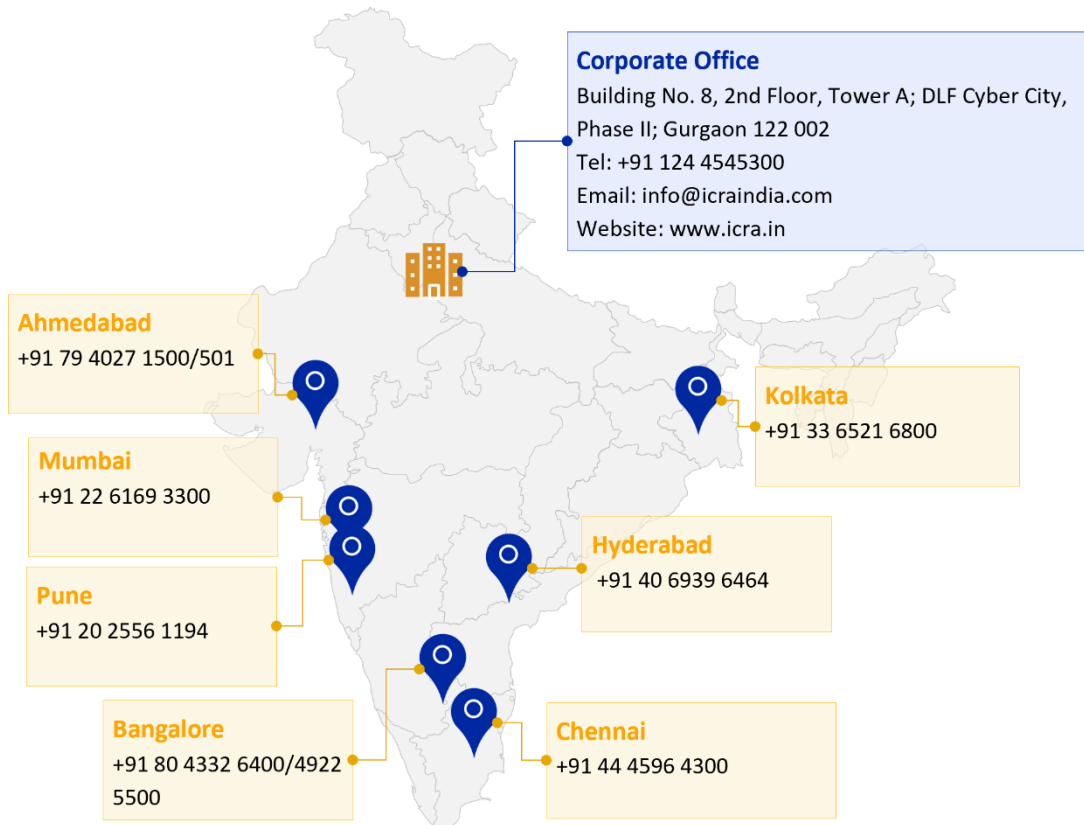 Corporate Office
Building No. 8, 2nd Floor, Tower A; DLF Cyber City,
Phase II; Gurgaon 122 002
Tel: +91 124 4545300
Email: info@icraindia.com
Website: www.icra.in
Ahmedabad
+91 79 4027 1500/501
Kolkata
+91 33 6521 6800
Mumbai
+91 22 6169 3300
Hyderabad
+91 40 6939 6464
Pune
+91 20 2556 1194
Bangalore
+91 80 4332 6400/4922
5500
Chennai
+91 44 4596 4300